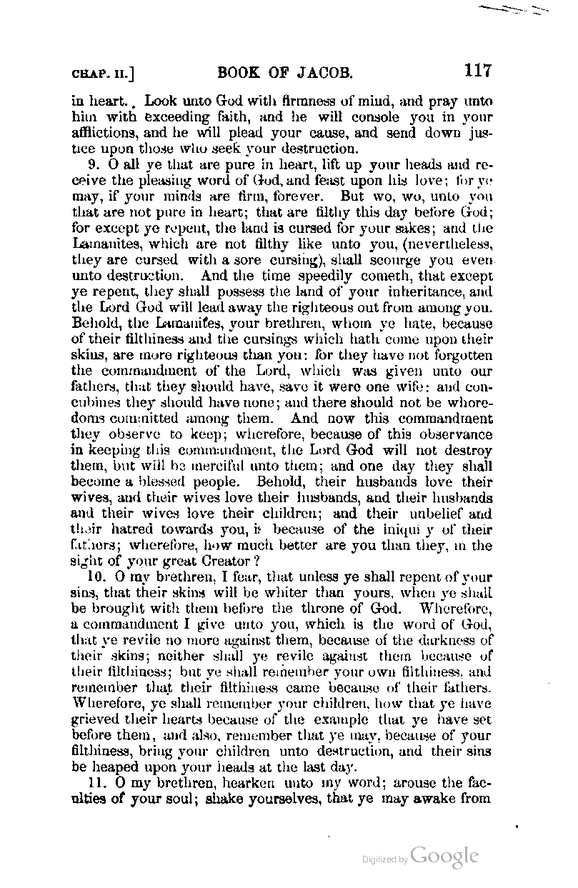 CHAP. II.] BOOK OF JACOB. 117
in heart. Look unto God with firmness of mind, and pray unto
him with exceeding faith, and he will console you in your
afflictions, and he will plead your cause, and send down jus-
tice upon those who seek your destruction.
9. O all ye that are pure in heart, lift up your heads and re-
ceive the pleasing word of God, and feast upon his love; for ye
may, if your minds are firm, forever. But wo, wo, unto you
that are not pure in heart; that are filthy this day before God;
for except ye repent, the land is cursed for your sakes; and the
Lamanites, which are not filthy like unto you, (nevertheless,
they are cursed with a sore cursing), shall scourge you even
unto destruction. And the time speedily cometh, that except
ye repent, they shall possess the land of your inheritance, and
the Lord God will lead away the righteous out from among you.
Behold, the Lamanites, your brethren, whom ye hate, because
of their filthiness and the cursings which hath come upon their
skins, are more righteous than you: for they have not forgotten
the commandment of the Lord, which was given unto our
fathers, that they should have, save it were one wife: and con-
cubines they should have none; and there should not be whore-
doms committed among them. And now this commandment
they observe to keep; wherefore, because of this observance
in keeping this commandment, the Lord God will not destroy
them, but will be merciful unto them; and one day they shall
become a blessed people. Behold, their husbands love their
wives, and their wives love their husbands, and their husbands
and their wives love their children; and their unbelief and
their hatred towards you, is because of the iniqui y of their
fathers; wherefore, how much better are you than they, in the
sight of your great Creator?
10. O my brethren, I fear, that unless ye shall repent of your
sins, that their skins will be whiter than yours, when ye shall
be brought with them before the throne of God. Wherefore,
a commandment I give unto you, which is the word of God,
that ye revile no more against them, because of the darkness of
their skins; neither shall ye revile against them because of
their filthiness; but ye shall remember your own filthiness, and
remember that their filthiness came because of their fathers.
Wherefore, ye shall remember your children, how that ye have
grieved their hearts because of the example that ye have set
before them, and also, remember that ye may, because of your
filthiness, bring your children unto destruction, and their sins
be heaped upon your heads at the last day.
11. O my brethren, hearken unto my word; arouse the fac-
ulties of your soul; shake yourselves, that ye may awake from
Digitized by Google